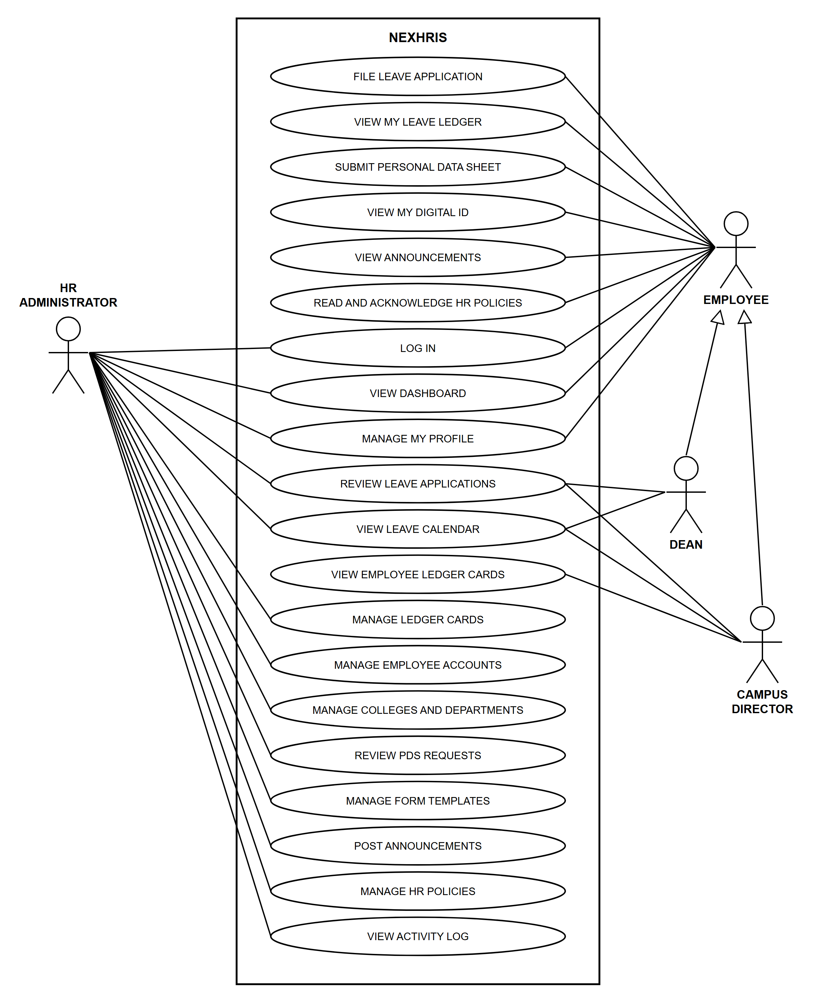 NEXHRIS
FILE LEAVE APPLICATION
VIEW MY LEAVE LEDGER
SUBMIT PERSONAL DATA SHEET
VIEW MY DIGITAL ID
VIEW ANNOUNCEMENTS
READ AND ACKNOWLEDGE HR POLICIES
LOG IN
VIEW DASHBOARD
MANAGE MY PROFILE
REVIEW LEAVE APPLICATIONS
VIEW LEAVE CALENDAR
VIEW EMPLOYEE LEDGER CARDS
MANAGE LEDGER CARDS
MANAGE EMPLOYEE ACCOUNTS
MANAGE COLLEGES AND DEPARTMENTS
REVIEW PDS REQUESTS
MANAGE FORM TEMPLATES
POST ANNOUNCEMENTS
MANAGE HR POLICIES
VIEW ACTIVITY LOG
HR
ADMINISTRATOR
EMPLOYEE
DEAN
CAMPUS
DIRECTOR